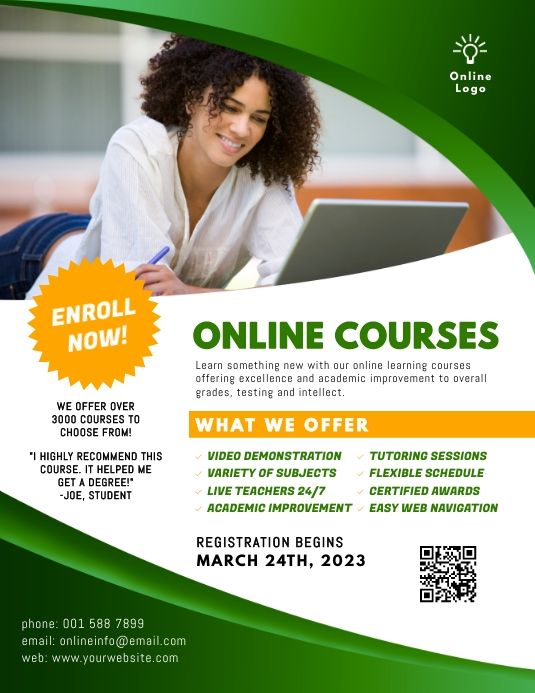 Online
Logo
ENROLL
NOW!
ONLINE COURSES
Learn something new with our online learning courses
offering excellence and academic improvement to overall
grades, testing and intellect.
WHAT WE OFFER
WE OFFER OVER
3000 COURSES TO
CHOOSE FROM!
"I HIGHLY RECOMMEND THIS
COURSE. IT HELPED ME
GET A DEGREE!"
-JOE, STUDENT
VIDEO DEMONSTRATION
VARIETY OF SUBJECTS
LIVE TEACHERS 24/7
ACADEMIC IMPROVEMENT
TUTORING SESSIONS
FLEXIBLE SCHEDULE
CERTIFIED AWARDS
EASY WEB NAVIGATION
REGISTRATION BEGINS
MARCH 24TH, 2023
phone: 001 588 7899
email: onlineinfo@email.com
web: www.yourwebsite.com